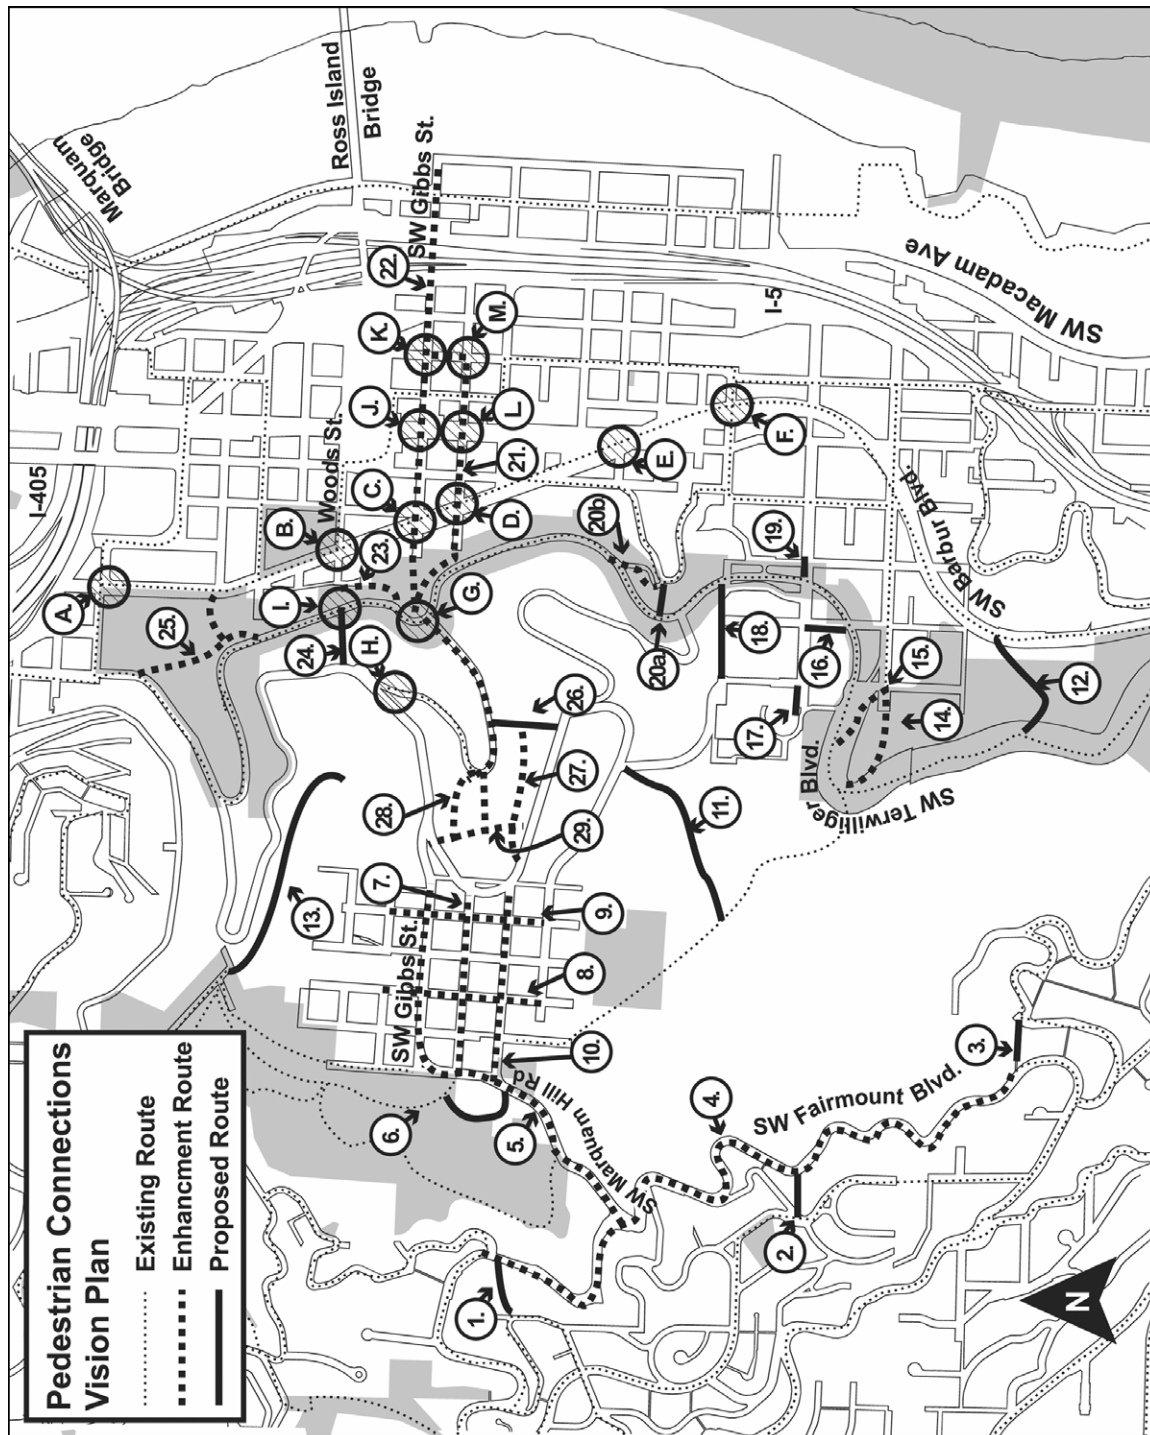 Pedestrian Connections
Vision Plan
Existing Route
Enhancment Route
Proposed Route
Marquam
Bridge
Ross Island
Bridge
I-405
A.
B.
Woods St.
C.
J.
K.
22.
SW Gibbs St.
M.
L.
21.
D.
E.
F.
I-5
SW Macadam Ave
25.
I.
23.
G.
24.
H.
20b
20a.
19.
18.
16.
17.
15.
14.
12.
SW Barbur Blvd.
SW Terwilliger Blvd.
26.
27.
28.
29.
11.
13.
7.
9.
8.
10.
SW Gibbs St.
6.
5.
SW Marquam Hill Rd
4.
SW Fairmount Blvd.
3.
2.
1.
N